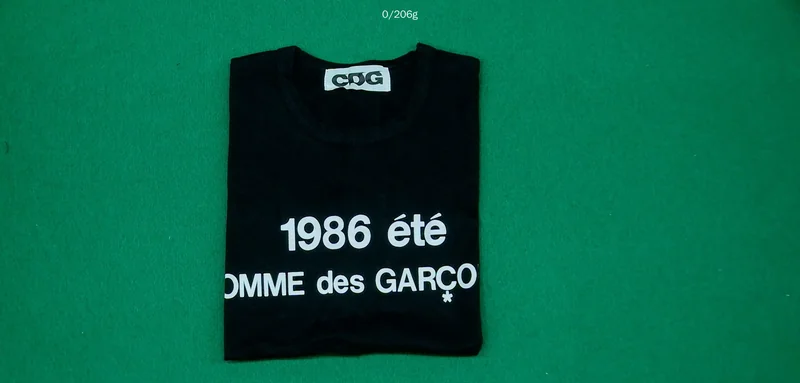 0/206g
CDG
1986 été
OMME des GARÇO
*